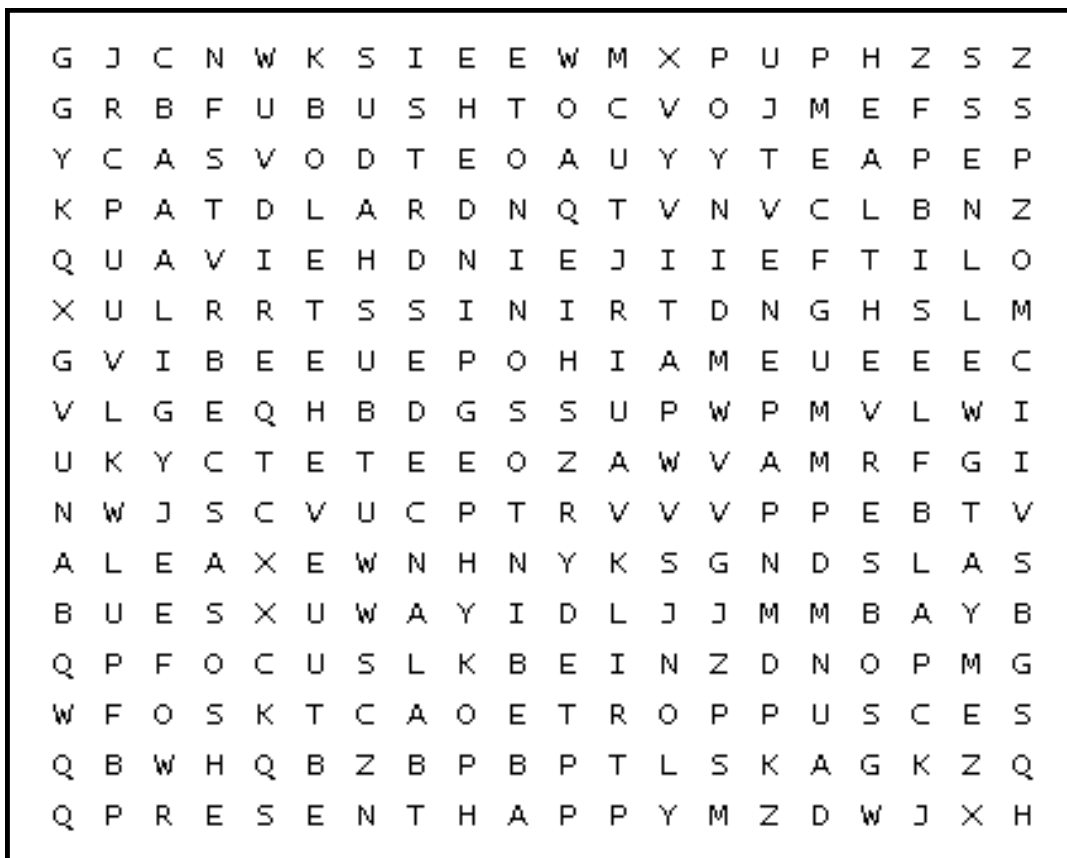 G J C N W K S I E E W M X P U P H Z S Z
G R B F U B U S H T O C V O J M E F S S
Y C A S V O D T E O A U Y Y T E A P E P
K P A T D L A R D N Q T V N V C L B N Z
Q U A V I E H D N I E J I I E F T I L O
X U L R R T S S I N I R T D N G H S L M
G V I B E E U E P O H I A M E U E E E C
V L G E Q H B D G S S U P W P M V L W I
U K Y C T E T E E O Z A W V A M R F G I
N W J S C V U C P T R V V V P P E B T V
A L E A X E W N H N Y K S G N D S L A S
B U E S X U W A Y I D L J J M M B A Y B
Q P F O C U S L K B E I N Z D N O P M G
W F O S K T C A O E T R O P P U S C E S
Q B W H Q B Z B P B P T L S K A G K Z Q
Q P R E S E N T H A P P Y M Z D W J X H